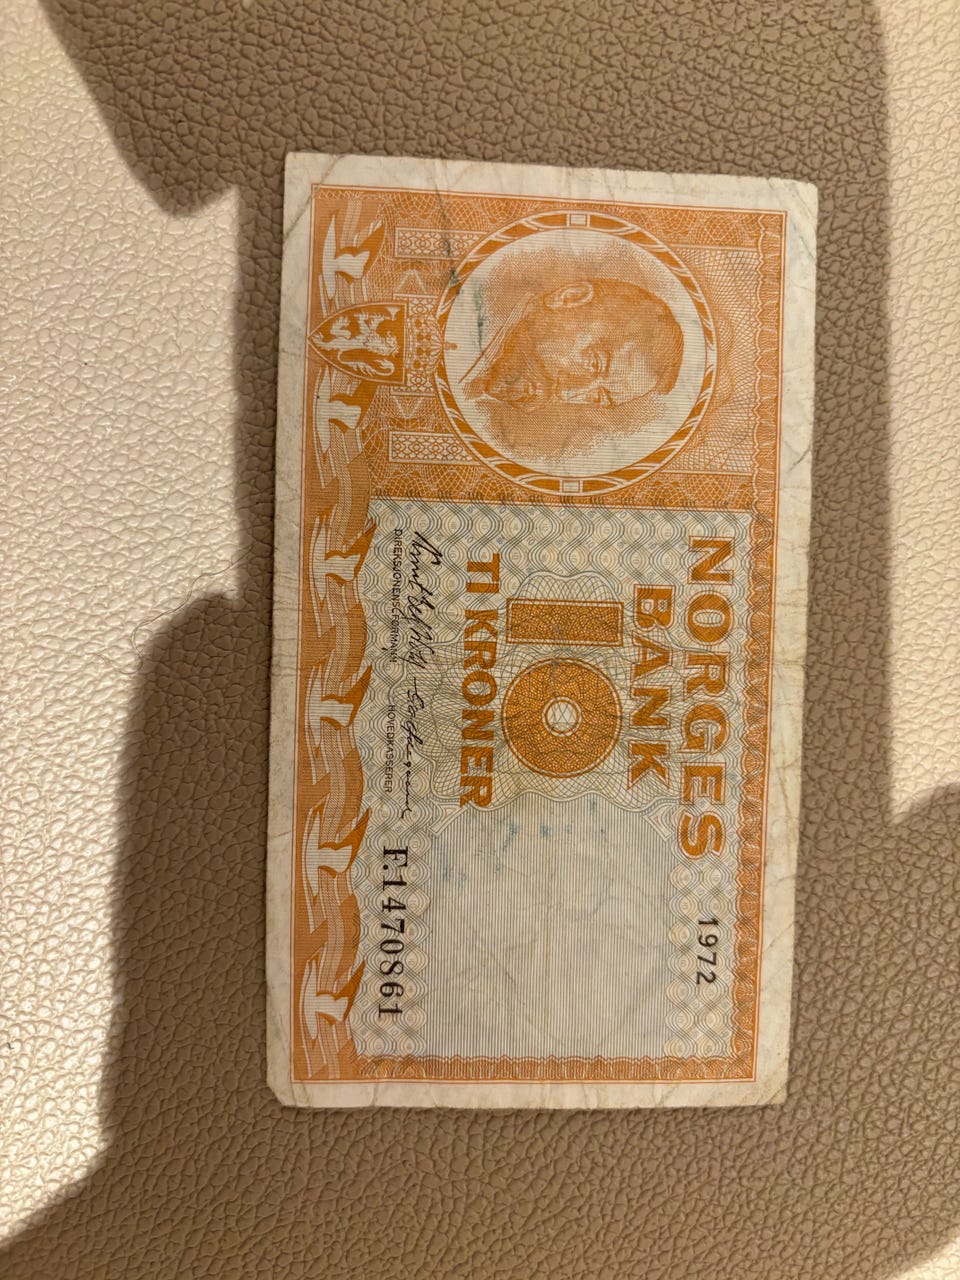 NORGES
BANK
1972
10
TI KRONER
DIREKSJONENS FORMANN
HOVEDKASSERER
F.1470861